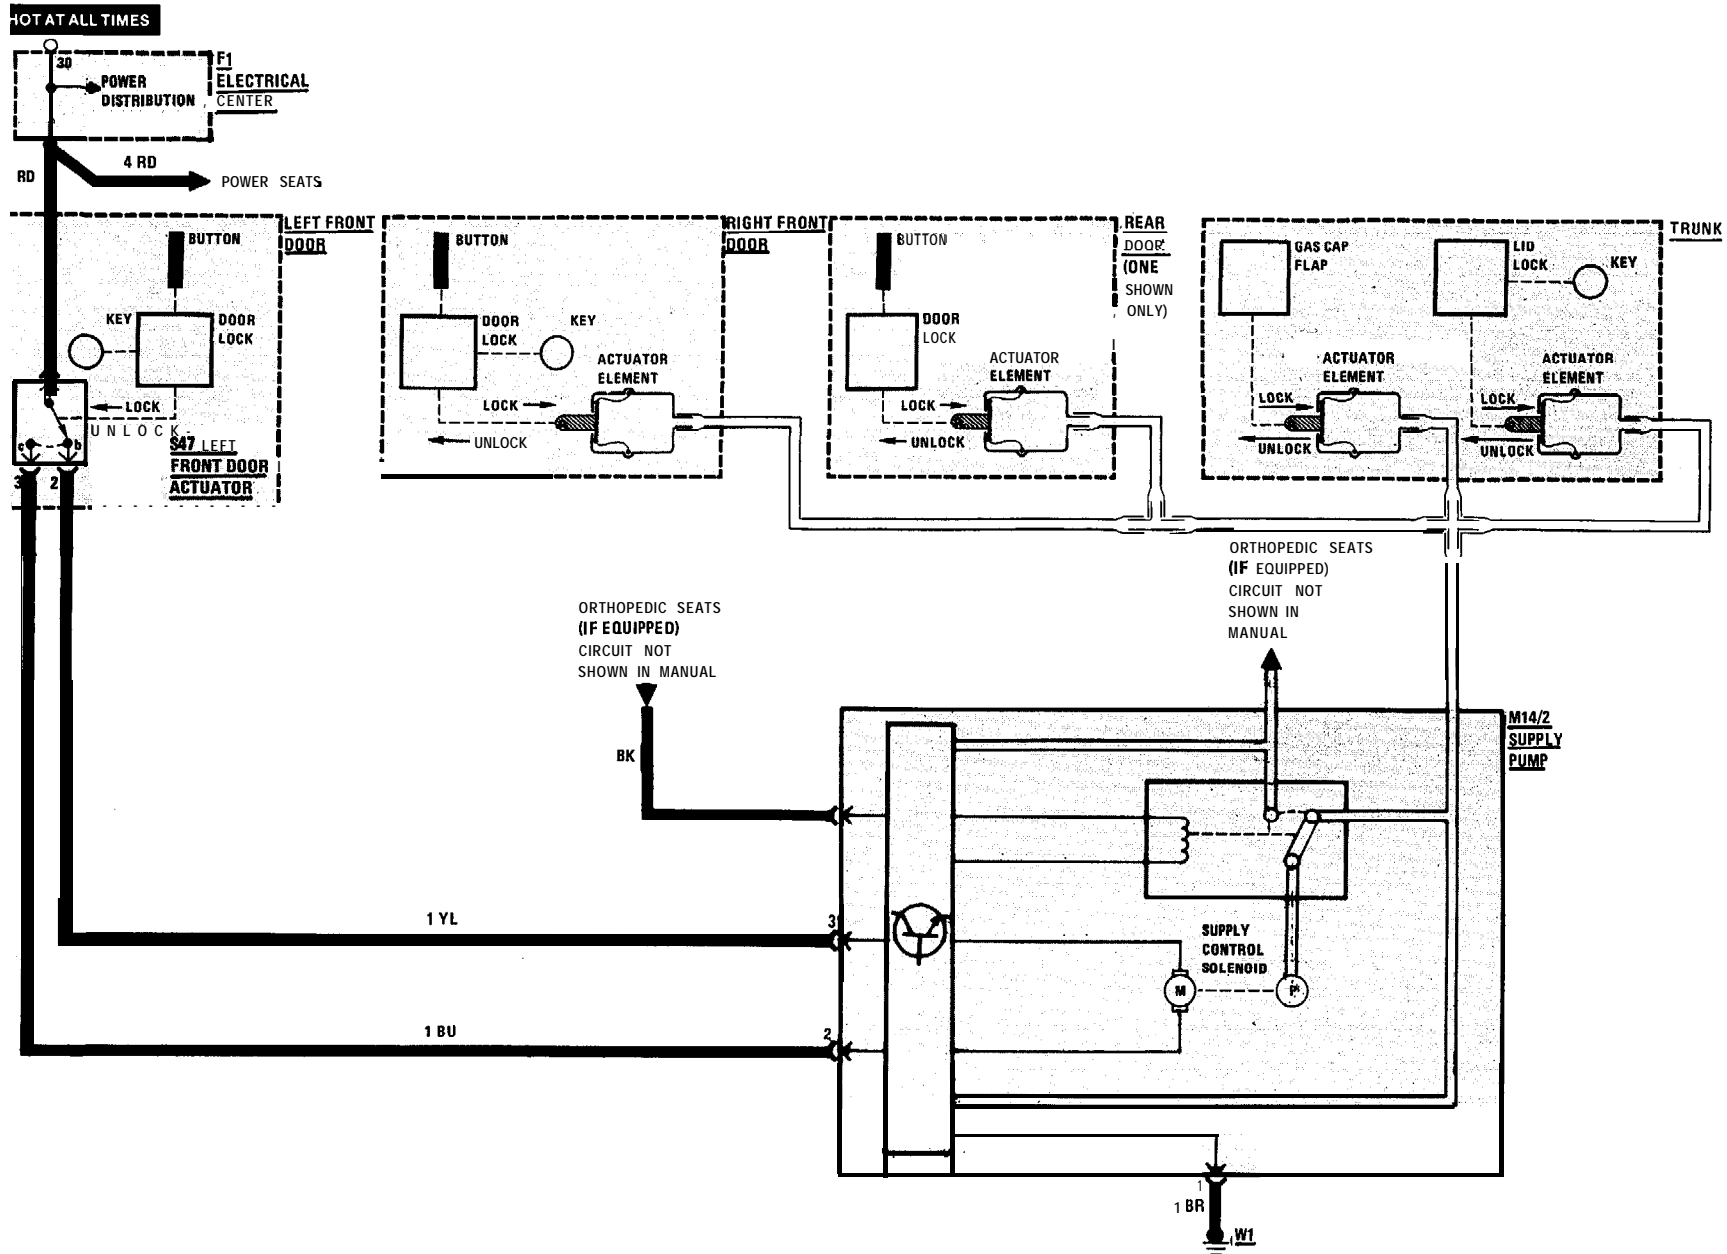 HOT AT ALL TIMES
30
POWER
DISTRIBUTION
F1
ELECTRICAL
CENTER
4 RD
RD
POWER SEATS
LEFT FRONT
DOOR
BUTTON
KEY
DOOR
LOCK
LOCK
UNLOCK
c
b
S47 LEFT
FRONT DOOR
ACTUATOR
3
2
RIGHT FRONT
DOOR
BUTTON
DOOR
LOCK
KEY
ACTUATOR
ELEMENT
LOCK
UNLOCK
REAR
DOOR
(ONE
SHOWN
ONLY)
BUTTON
DOOR
LOCK
ACTUATOR
ELEMENT
LOCK
UNLOCK
TRUNK
GAS CAP
FLAP
LID
LOCK
KEY
ACTUATOR
ELEMENT
LOCK
UNLOCK
ACTUATOR
ELEMENT
LOCK
UNLOCK
ORTHOPEDIC SEATS
(IF EQUIPPED)
CIRCUIT NOT
SHOWN IN
MANUAL
ORTHOPEDIC SEATS
(IF EQUIPPED)
CIRCUIT NOT
SHOWN IN MANUAL
BK
M14/2
SUPPLY
PUMP
1 YL
3
SUPPLY
CONTROL
SOLENOID
M
P
1 BU
2
1
1 BR
W1